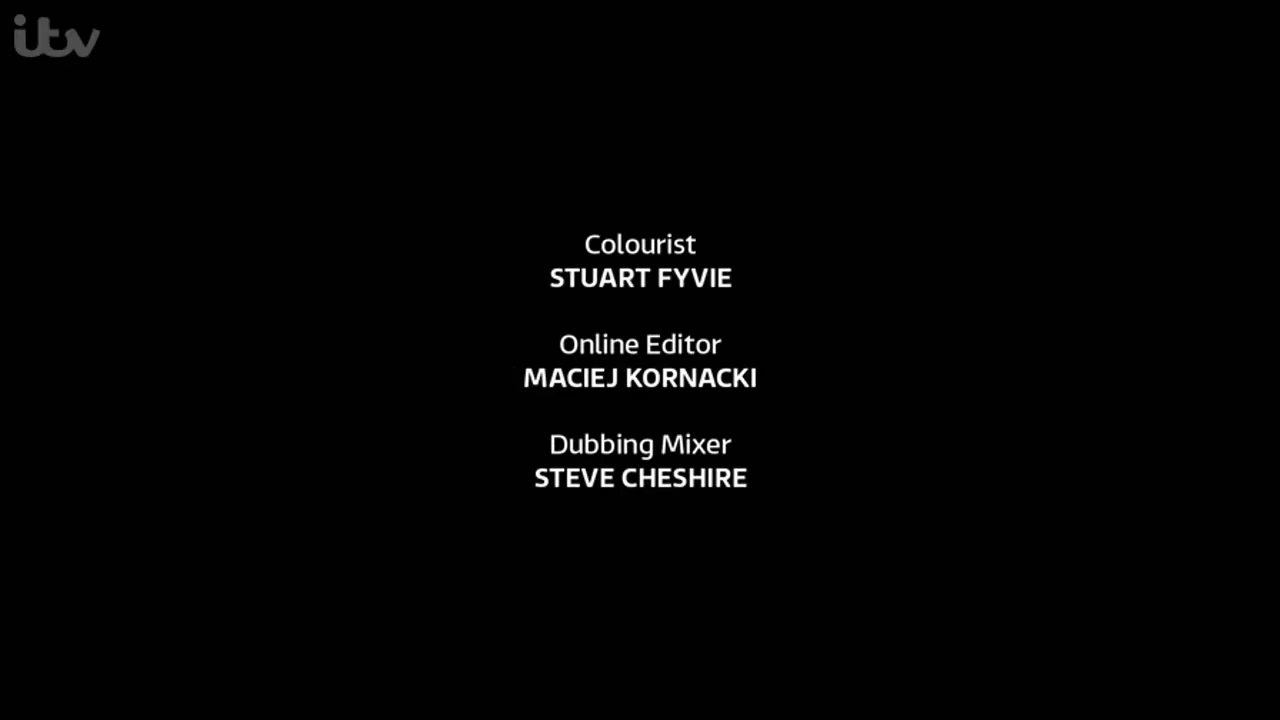 itv
Colourist
STUART FYVIE
Online Editor
MACIEJ KORNACKI
Dubbing Mixer
STEVE CHESHIRE